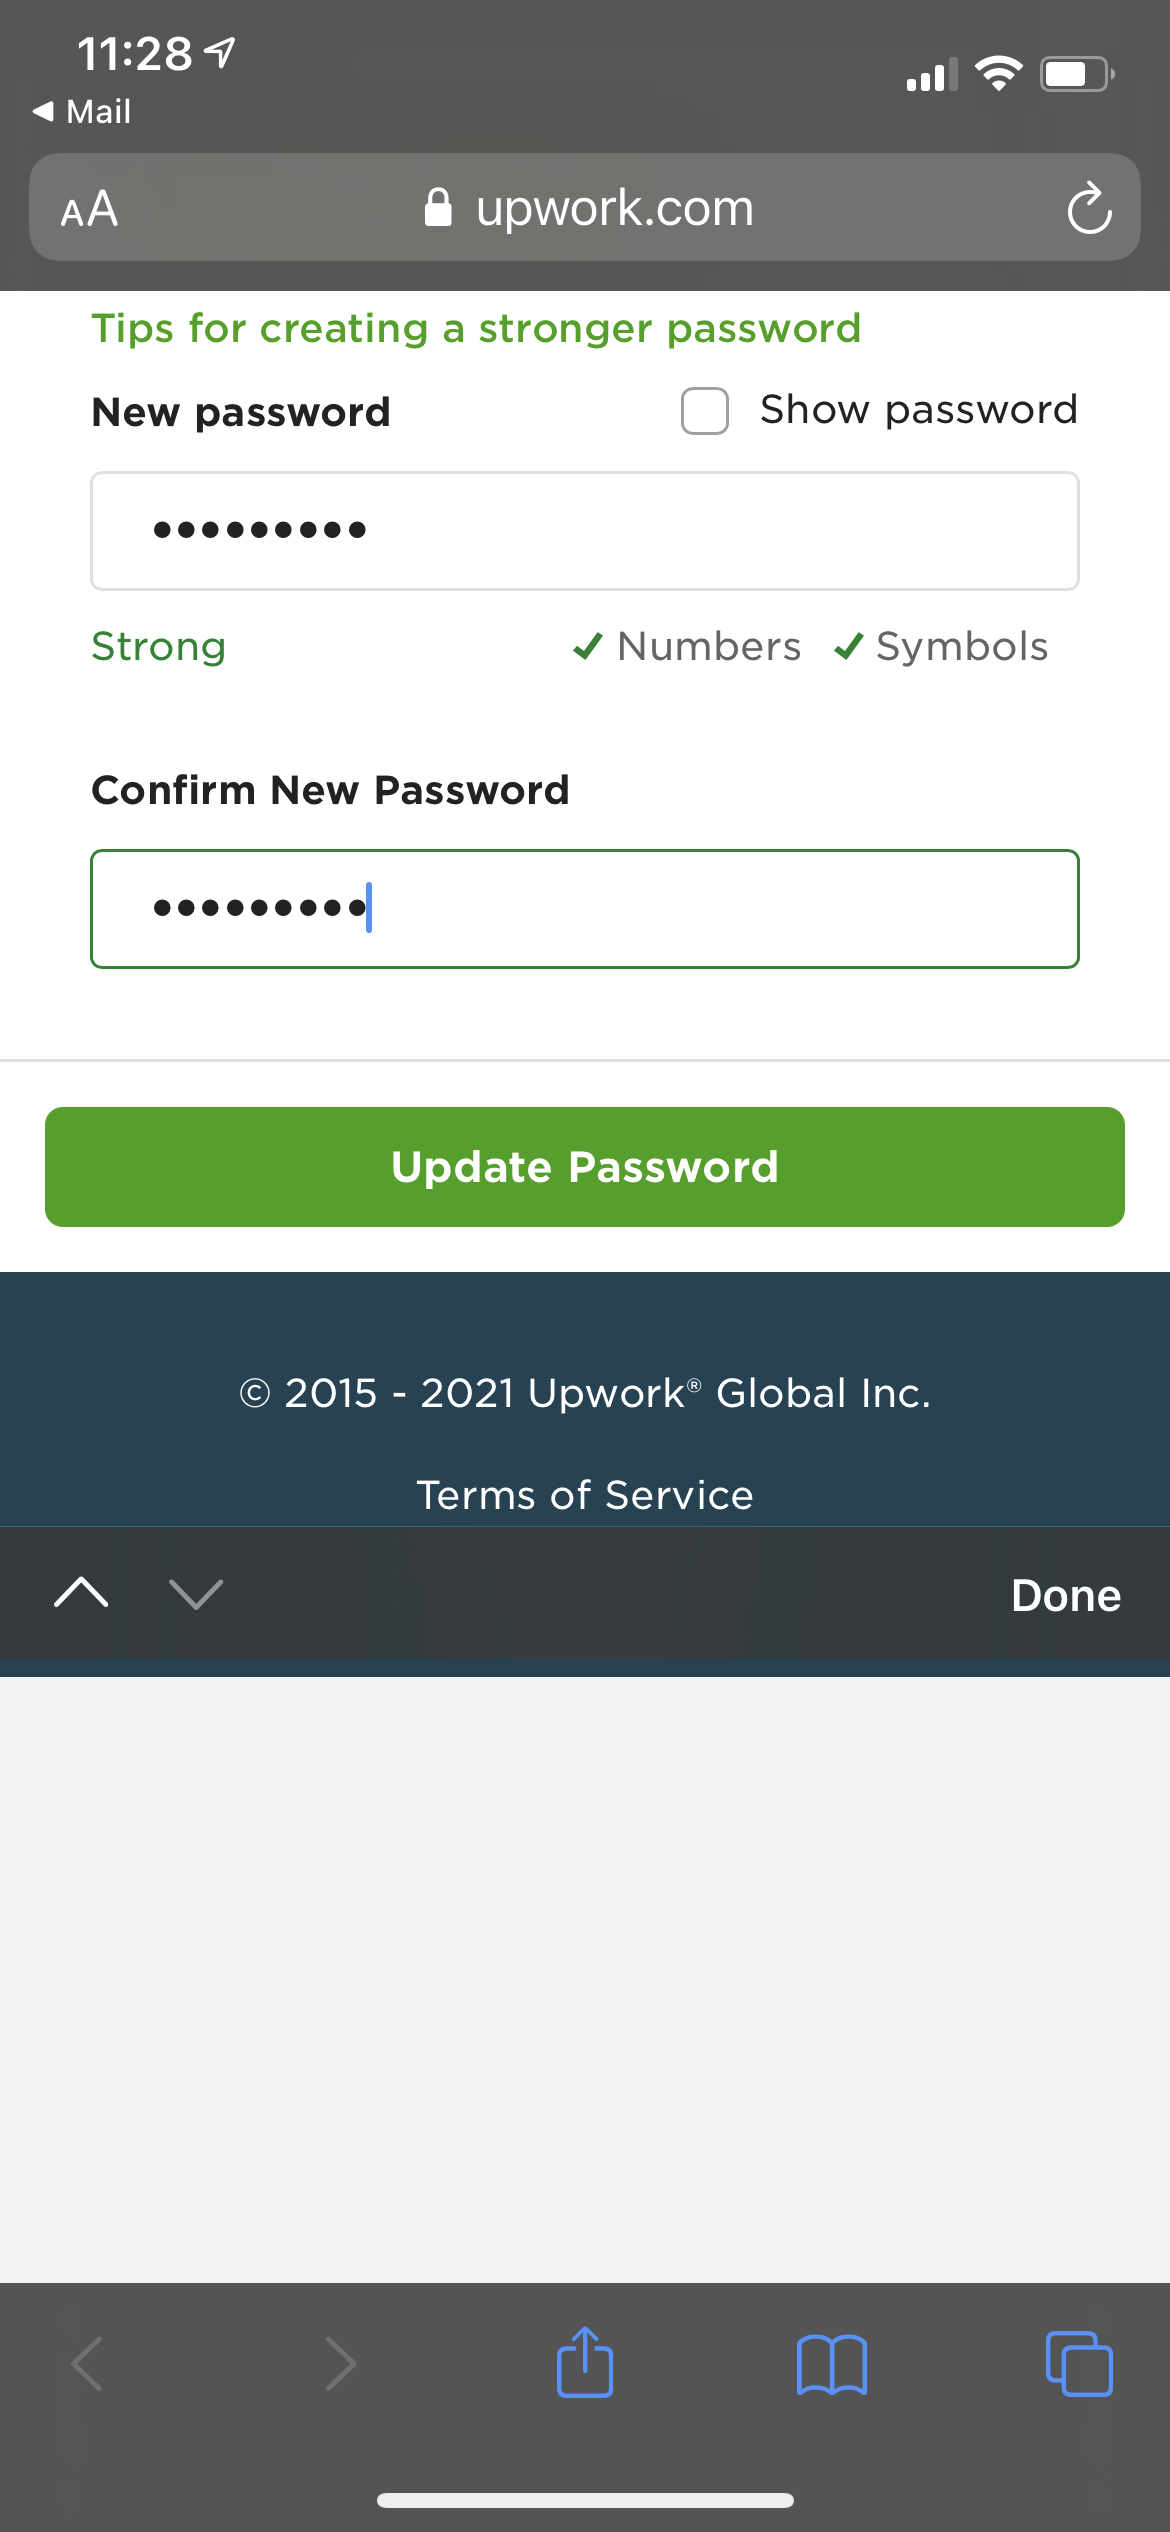 11:28
Mail
AA
upwork.com
Tips for creating a stronger password
New password
Show password
•••••••••
Strong
Numbers
Symbols
Confirm New Password
•••••••••
Update Password
© 2015 - 2021 Upwork® Global Inc.
Terms of Service
Done